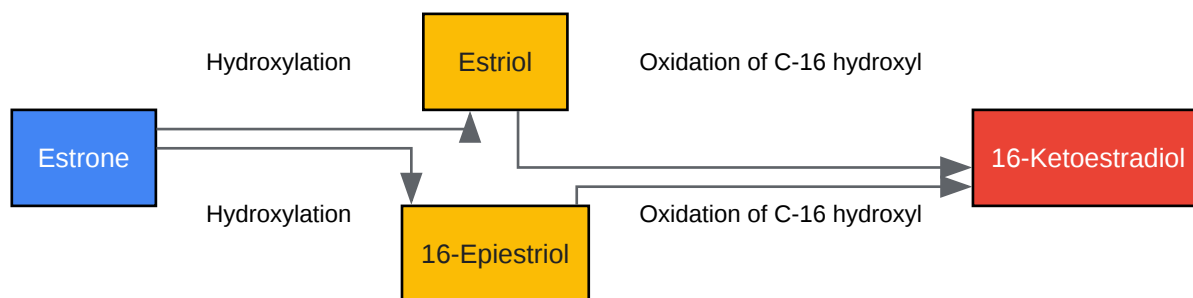 Hydroxylation
Estriol
Oxidation of C-16 hydroxyl
Estrone
16-Ketoestradiol
Hydroxylation
Oxidation of C-16 hydroxyl
16-Epiestriol